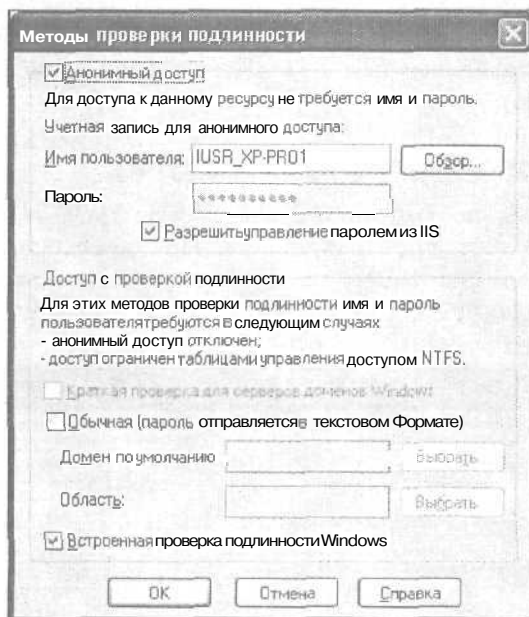 Методы проверки подлинности
Анонимный доступ
Для доступа к данному ресурсу не требуется имя и пароль.
Учетная запись для анонимного доступа:
Имя пользователя: IUSR_XP-PRO1 Обзор...
Пароль: **********
Разрешить управление паролем из IIS
Доступ с проверкой подлинности
Для этих методов проверки подлинности имя и пароль
пользователя требуются в следующим случаях
- анонимный доступ отключен;
- доступ ограничен таблицами управления доступом NTFS.
Краткая проверка для серверов доменов Windows
Обычная (пароль отправляется в текстовом Формате)
Домен по умолчанию Выбрать
Область: Выбрать
Встроенная проверка подлинности Windows
ОК Отмена Справка